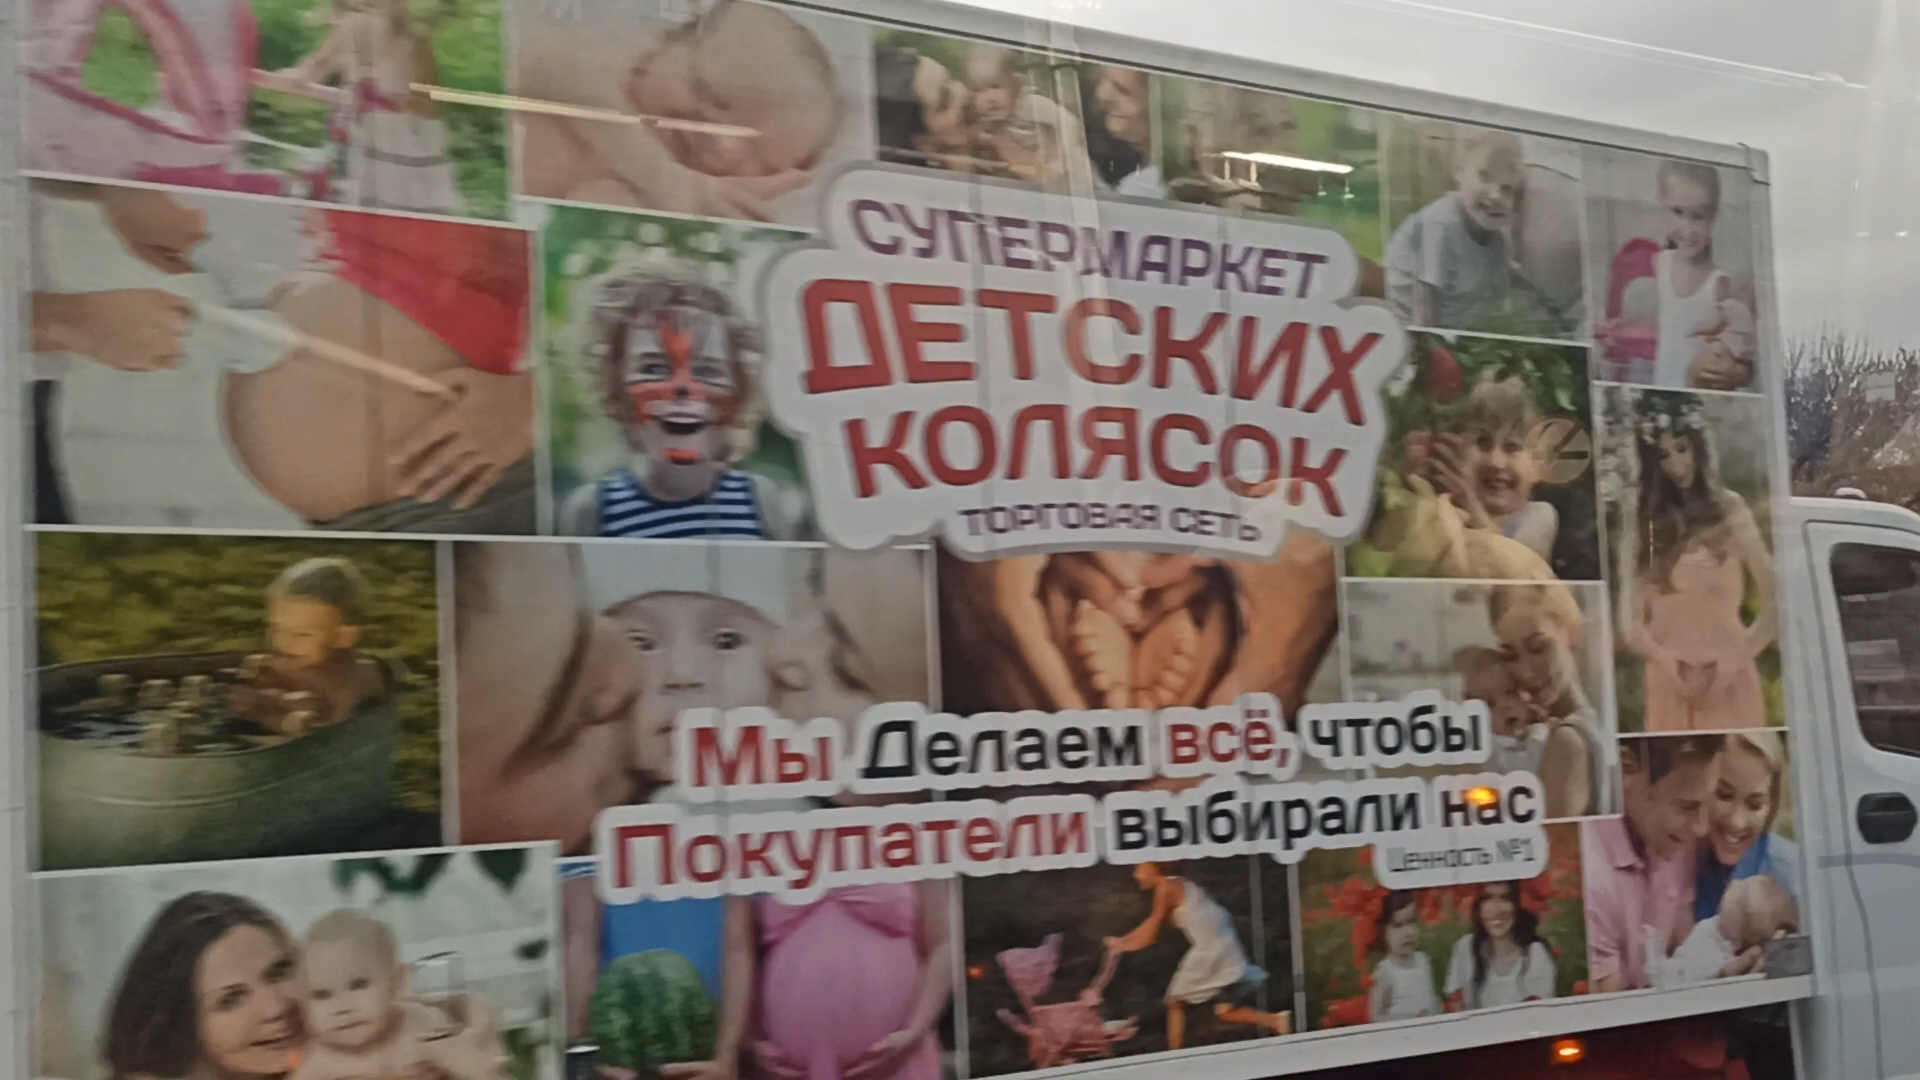 СУПЕРМАРКЕТ
ДЕТСКИХ
КОЛЯСОК
ТОРГОВАЯ СЕТЬ
Мы Делаем всё, чтобы
Покупатели выбирали нас
Ценность №1